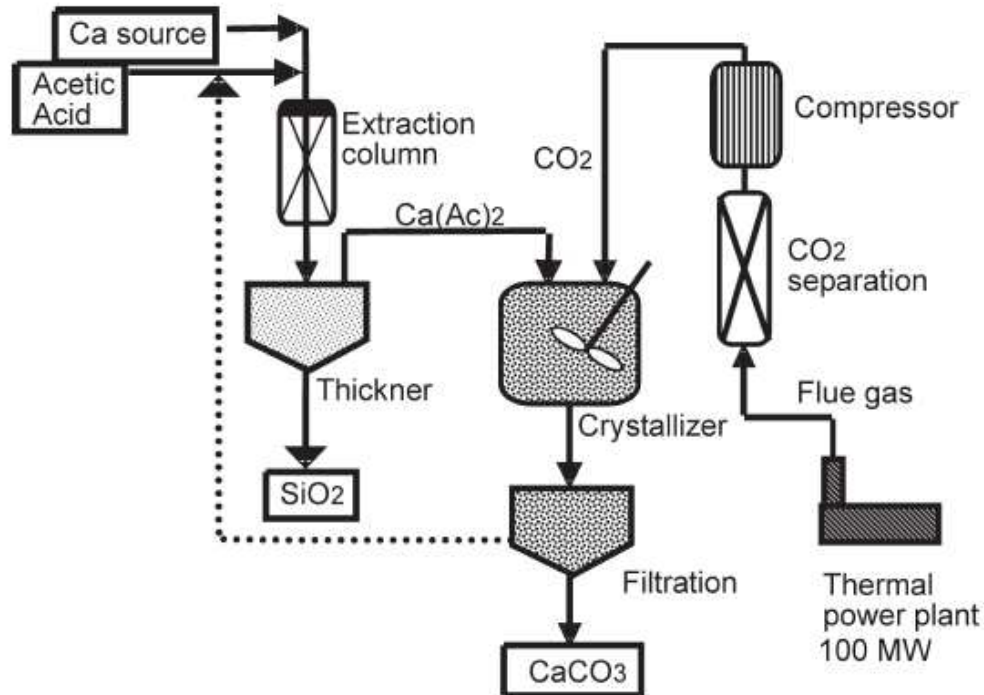 Ca source
Acetic
Acid
Extraction
column
Ca(Ac)2
CO2
Compressor
CO2
separation
Flue gas
Thickner
Crystallizer
SiO2
Filtration
CaCO3
Thermal
power plant
100 MW